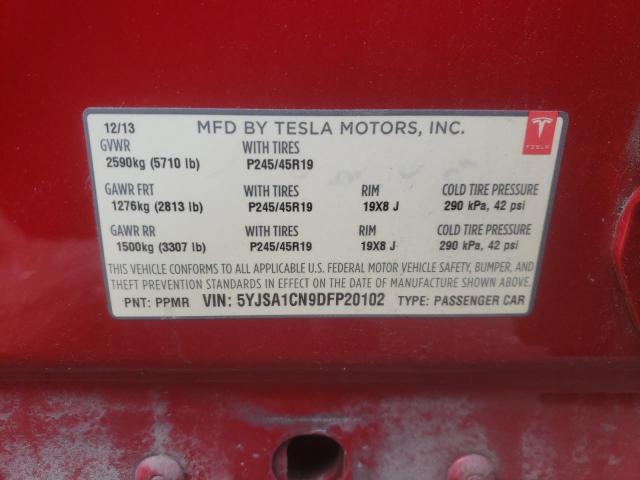 12/13 MFD BY TESLA MOTORS, INC.
TESLA
GVWR WITH TIRES
2590kg (5710 lb) P245/45R19
GAWR FRT WITH TIRES RIM COLD TIRE PRESSURE
1276kg (2813 lb) P245/45R19 19X8 J 290 kPa, 42 psi
GAWR RR WITH TIRES RIM COLD TIRE PRESSURE
1500kg (3307 lb) P245/45R19 19X8 J 290 kPa, 42 psi
THIS VEHICLE CONFORMS TO ALL APPLICABLE U.S. FEDERAL MOTOR VEHICLE SAFETY, BUMPER, AND
THEFT PREVENTION STANDARDS IN EFFECT ON THE DATE OF MANUFACTURE SHOWN ABOVE.
PNT: PPMR VIN: 5YJSA1CN9DFP20102 TYPE: PASSENGER CAR